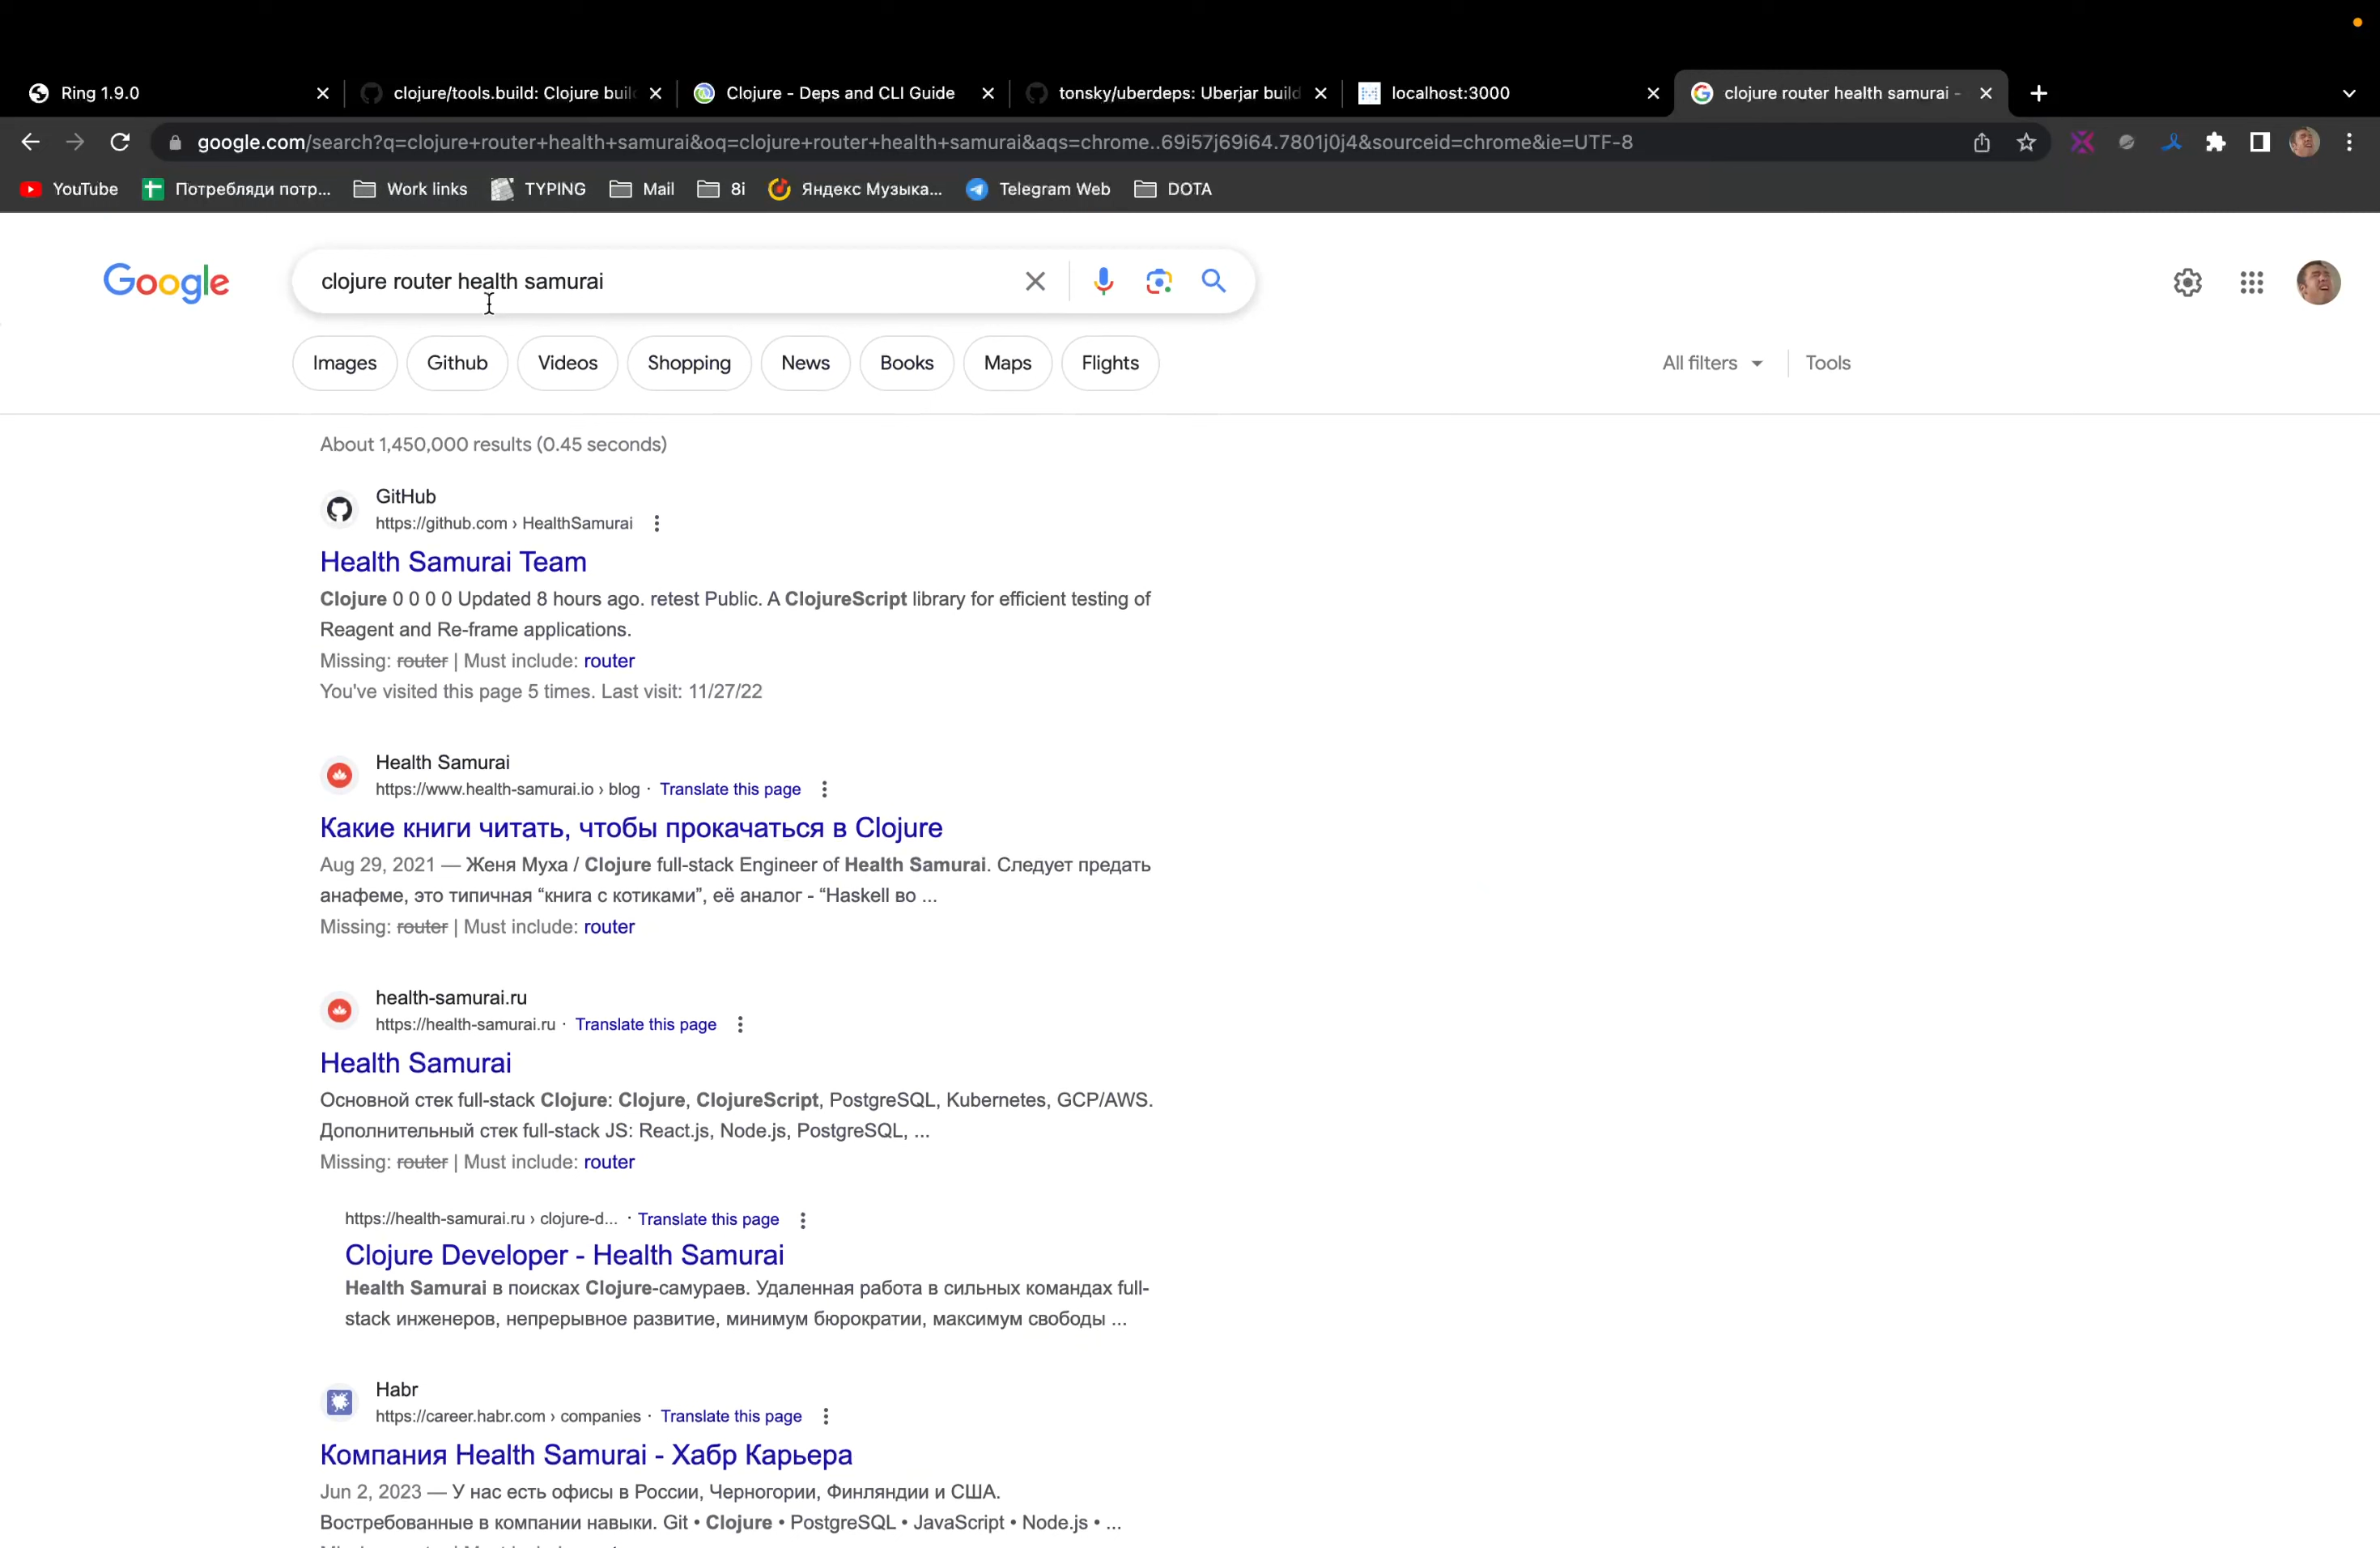 Ring 1.9.0
clojure/tools.build: Clojure buil
Clojure - Deps and CLI Guide
tonsky/uberdeps: Uberjar build
localhost:3000
clojure router health samurai -
google.com/search?q=clojure+router+health+samurai&oq=clojure+router+health+samurai&aqs=chrome..69i57j69i64.7801j0j4&sourceid=chrome&ie=UTF-8
YouTube
Потребляди потр...
Work links
TYPING
Mail
8i
Яндекс Музыка...
Telegram Web
DOTA
Google
clojure router health samurai
Images
Github
Videos
Shopping
News
Books
Maps
Flights
All filters
Tools
About 1,450,000 results (0.45 seconds)
GitHub
https://github.com › HealthSamurai
Health Samurai Team
Clojure 0 0 0 0 Updated 8 hours ago. retest Public. A ClojureScript library for efficient testing of
Reagent and Re-frame applications.
Missing: router | Must include: router
You've visited this page 5 times. Last visit: 11/27/22
Health Samurai
https://www.health-samurai.io › blog · Translate this page
Какие книги читать, чтобы прокачаться в Clojure
Aug 29, 2021 — Женя Муха / Clojure full-stack Engineer of Health Samurai. Следует предать
анафеме, это типичная “книга с котиками”, её аналог - “Haskell во ...
Missing: router | Must include: router
health-samurai.ru
https://health-samurai.ru · Translate this page
Health Samurai
Основной стек full-stack Clojure: Clojure, ClojureScript, PostgreSQL, Kubernetes, GCP/AWS.
Дополнительный стек full-stack JS: React.js, Node.js, PostgreSQL, ...
Missing: router | Must include: router
https://health-samurai.ru › clojure-d... · Translate this page
Clojure Developer - Health Samurai
Health Samurai в поисках Clojure-самураев. Удаленная работа в сильных командах full-
stack инженеров, непрерывное развитие, минимум бюрократии, максимум свободы ...
Habr
https://career.habr.com › companies · Translate this page
Компания Health Samurai - Хабр Карьера
Jun 2, 2023 — У нас есть офисы в России, Черногории, Финляндии и США.
Востребованные в компании навыки. Git • Clojure • PostgreSQL • JavaScript • Node.js • ...